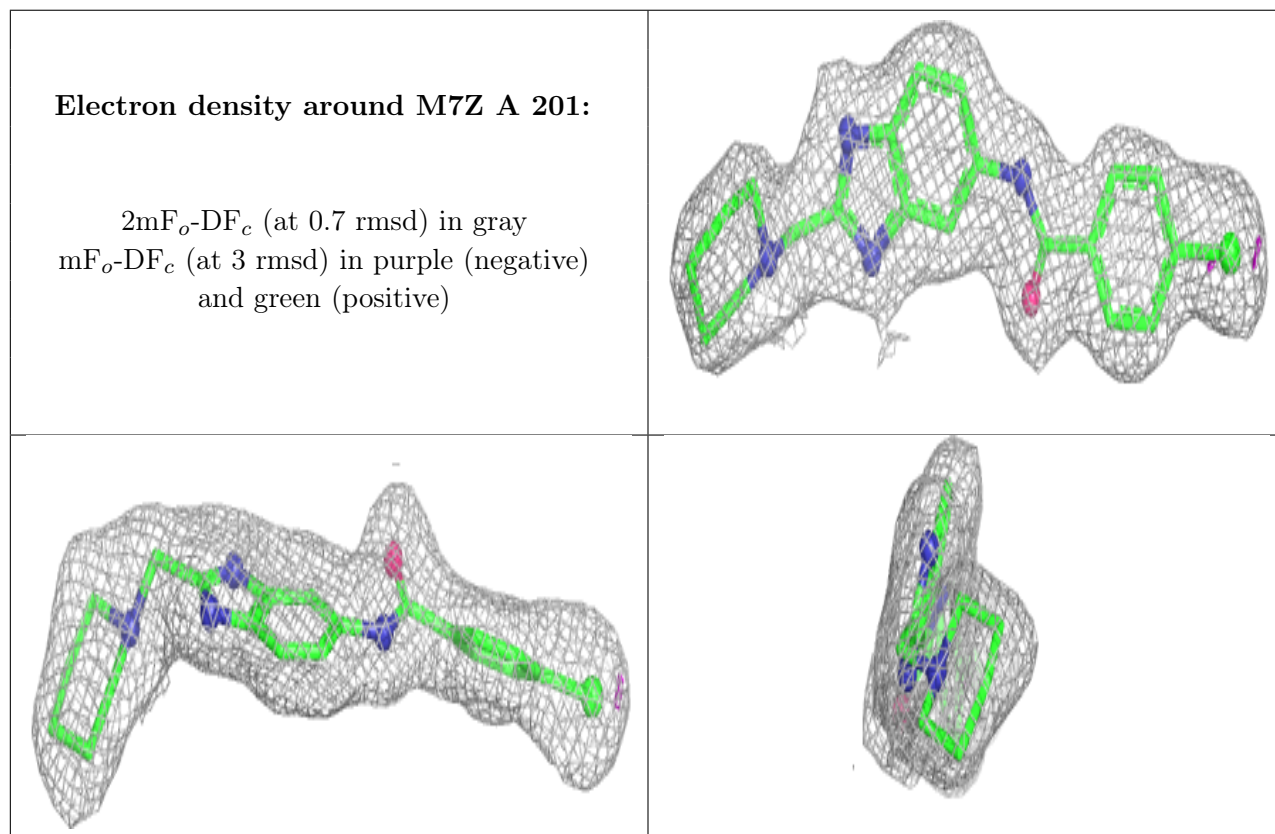 Electron density around M7Z A 201:
2mFo-DFc (at 0.7 rmsd) in gray
mFo-DFc (at 3 rmsd) in purple (negative)
and green (positive)